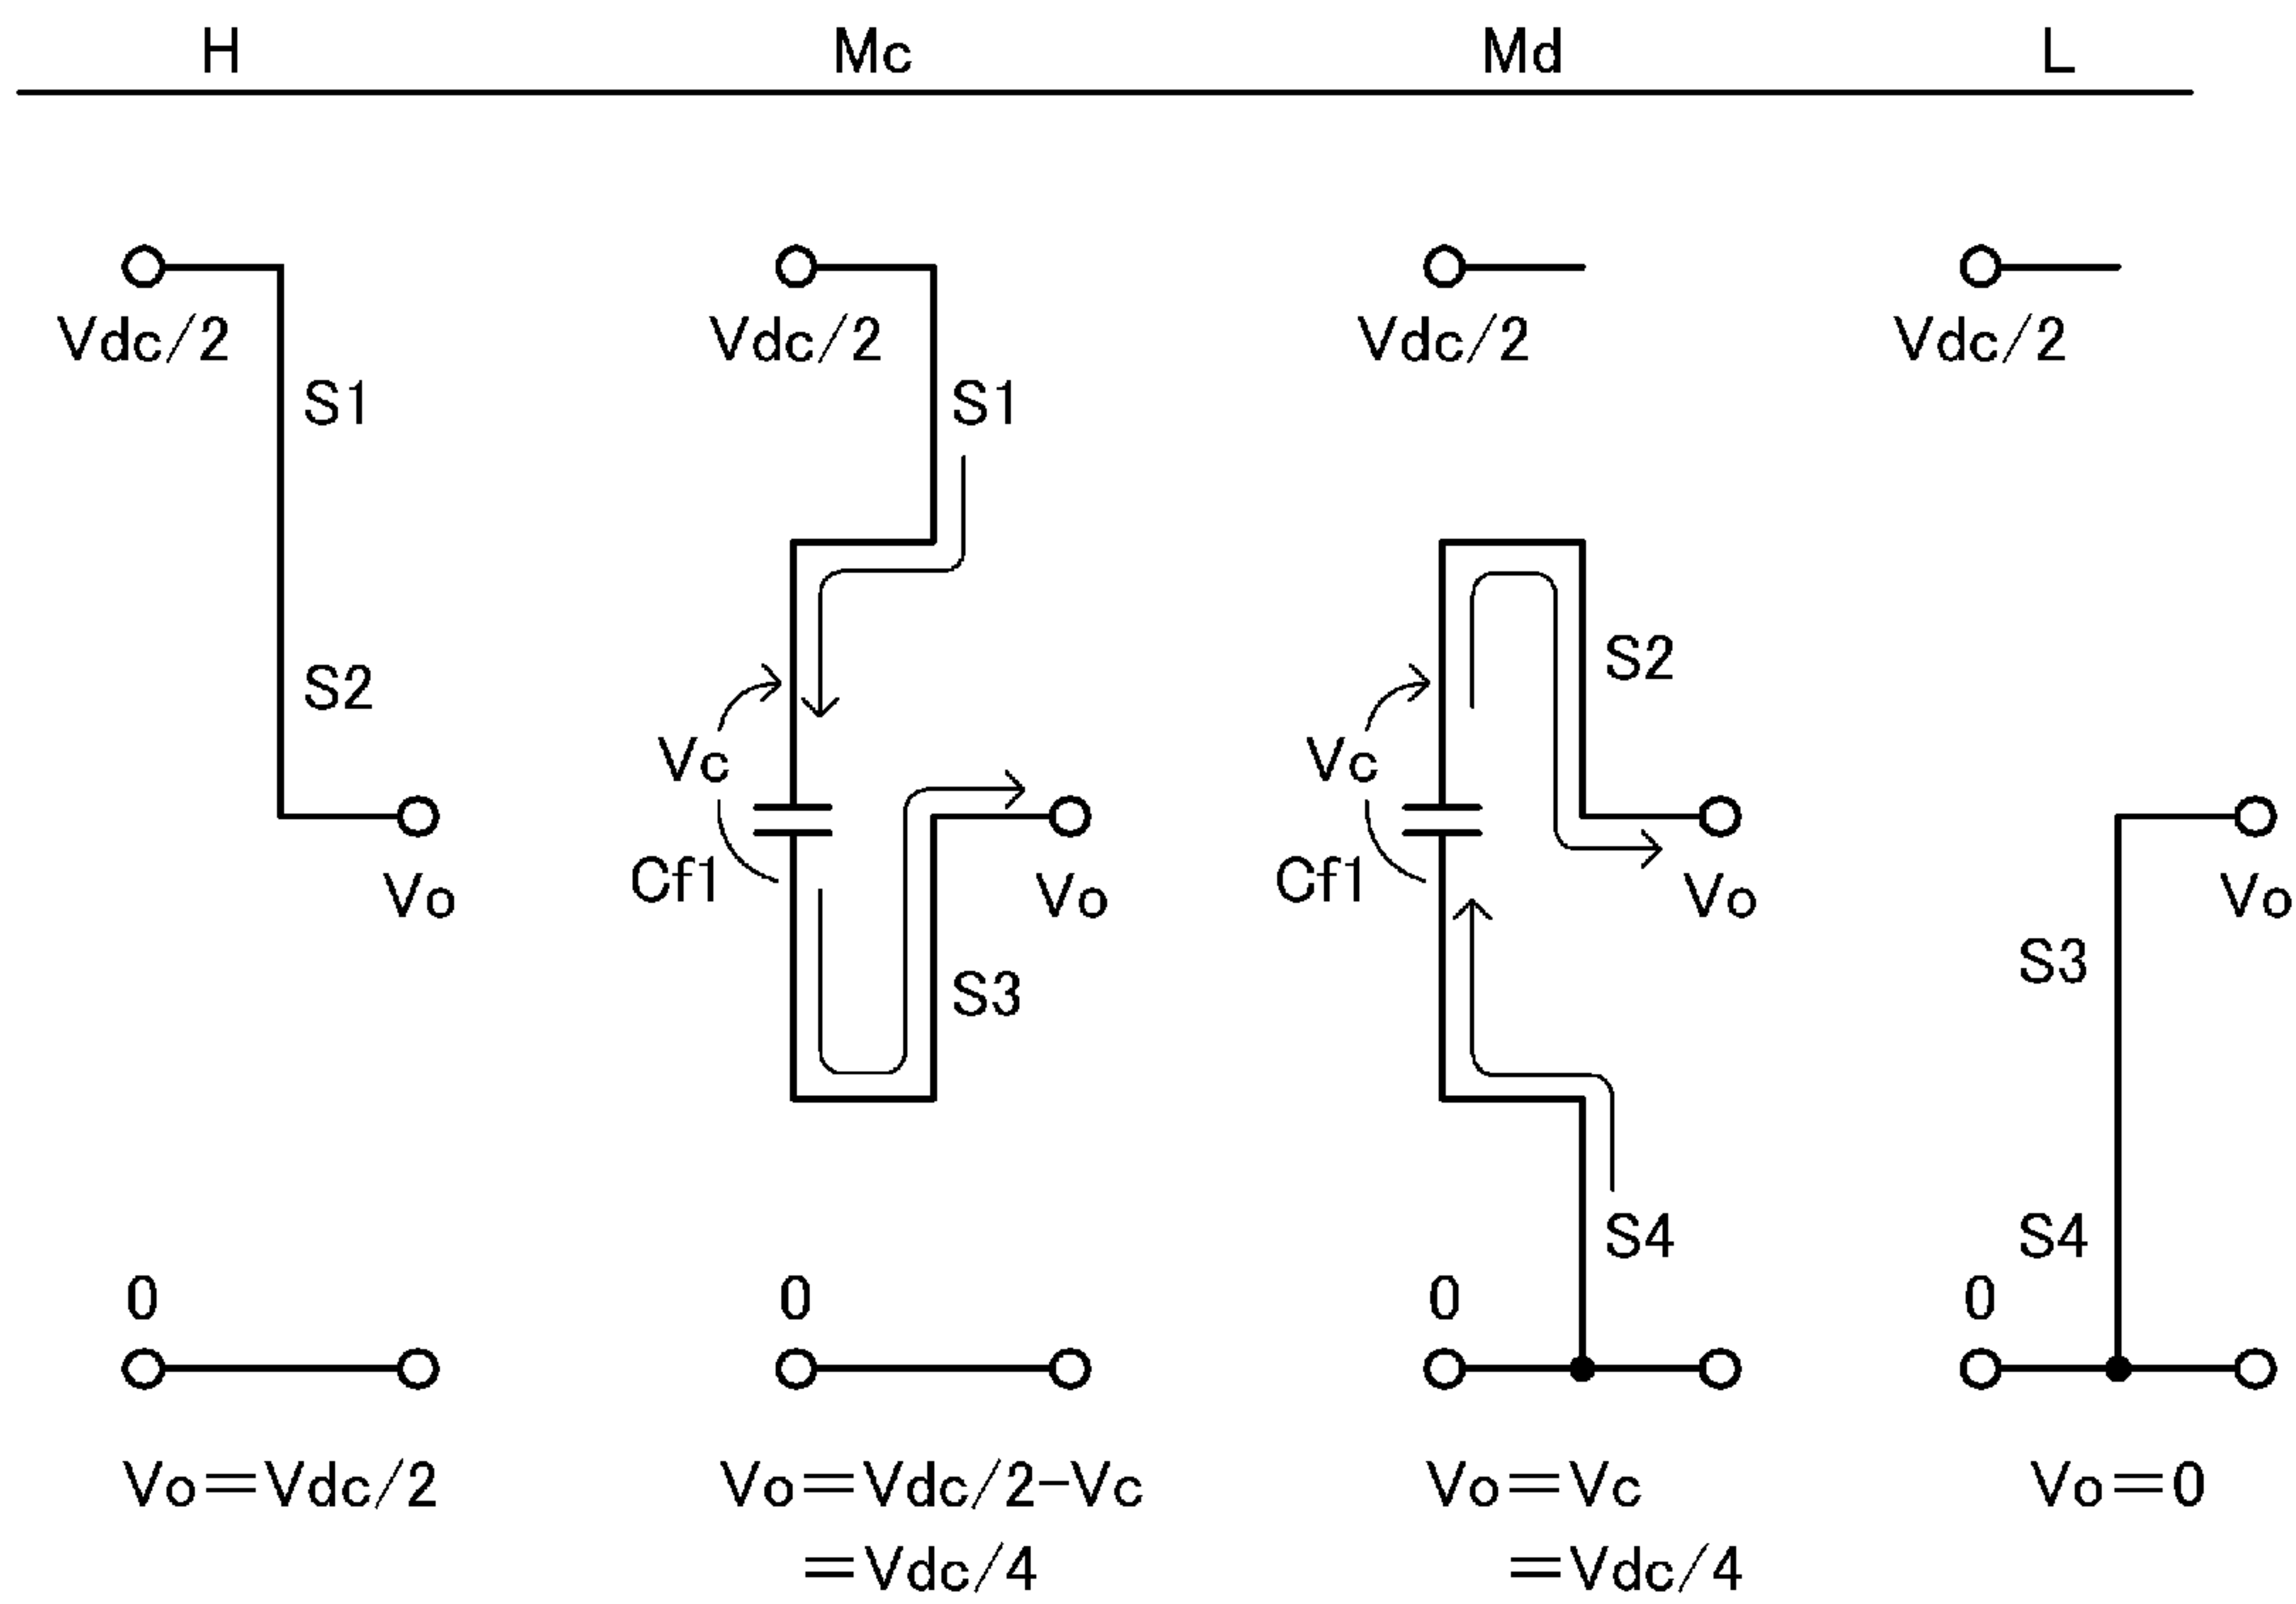 H Mc Md L
Vdc/2 Vdc/2 Vdc/2 Vdc/2
S1 S1
S2 S2
Vc Vc
Cf1 Cf1
Vo Vo Vo Vo
S3 S3
S4 S4
0 0 0 0
Vo=Vdc/2 Vo=Vdc/2-Vc Vo=Vc Vo=0
=Vdc/4 =Vdc/4